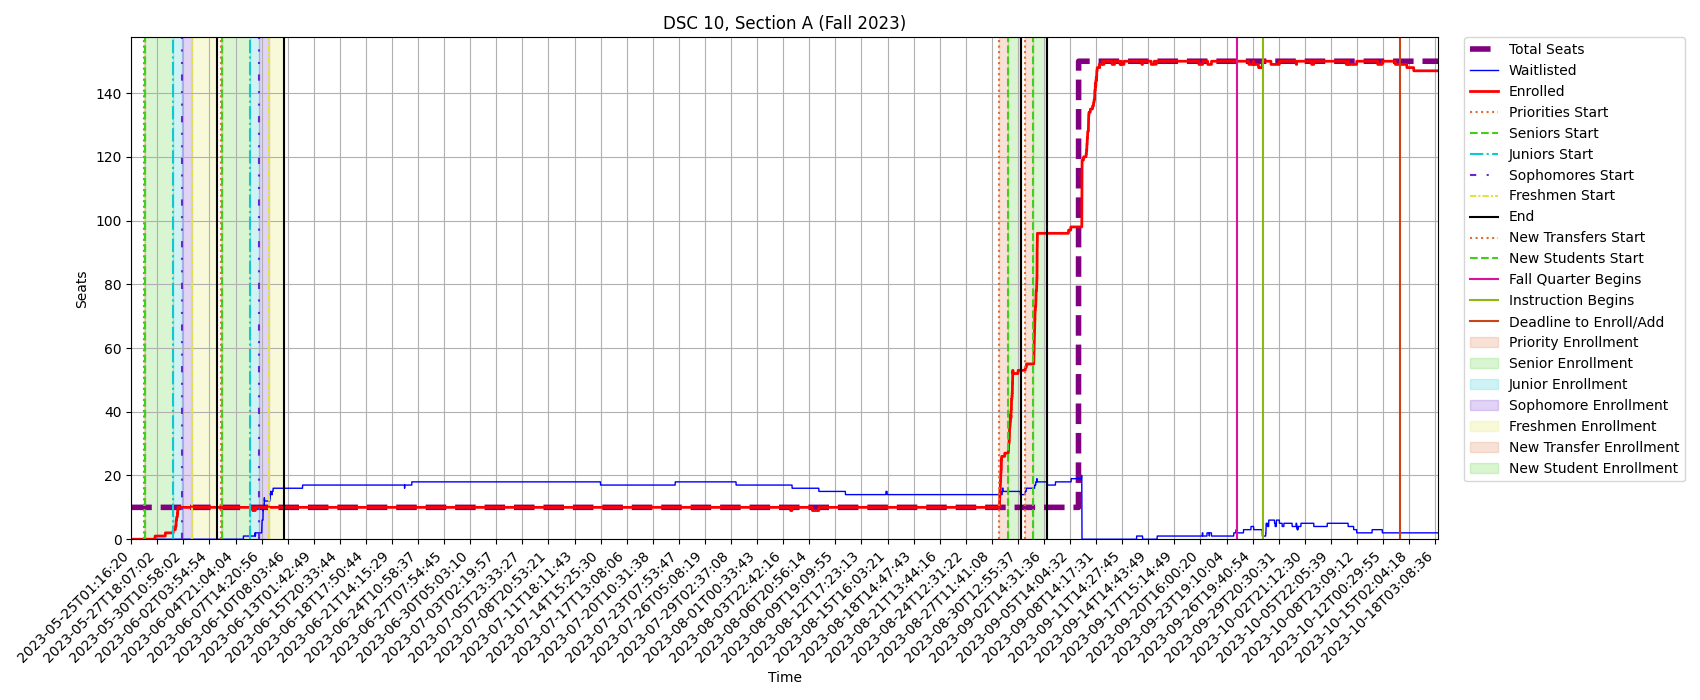 DSC 10, Section A (Fall 2023)
Seats
0
20
40
60
80
100
120
140
2023-05-25T01:16:20
2023-05-27T18:07:02
2023-05-30T10:58:02
2023-06-02T03:54:54
2023-06-04T21:04:04
2023-06-07T14:20:56
2023-06-10T08:03:46
2023-06-13T01:42:49
2023-06-15T20:33:44
2023-06-18T17:50:44
2023-06-21T14:15:29
2023-06-24T10:58:37
2023-06-27T07:54:45
2023-06-30T05:03:10
2023-07-03T02:19:57
2023-07-05T23:33:27
2023-07-08T20:53:21
2023-07-11T18:11:43
2023-07-14T15:25:30
2023-07-17T13:08:06
2023-07-20T10:31:38
2023-07-23T07:53:47
2023-07-26T05:08:19
2023-07-29T02:37:08
2023-08-01T00:33:43
2023-08-03T22:42:16
2023-08-06T20:56:14
2023-08-09T19:09:55
2023-08-12T17:23:13
2023-08-15T16:03:21
2023-08-18T14:47:43
2023-08-21T13:44:16
2023-08-24T12:31:22
2023-08-27T11:41:08
2023-08-30T12:55:37
2023-09-02T14:31:36
2023-09-05T14:04:32
2023-09-08T14:17:31
2023-09-11T14:27:45
2023-09-14T14:43:49
2023-09-17T15:14:49
2023-09-20T16:00:20
2023-09-23T19:10:04
2023-09-26T19:40:54
2023-09-29T20:30:31
2023-10-02T21:12:30
2023-10-05T22:05:39
2023-10-08T23:09:12
2023-10-12T00:29:55
2023-10-15T02:04:18
2023-10-18T03:08:36
Time
Total Seats
Waitlisted
Enrolled
Priorities Start
Seniors Start
Juniors Start
Sophomores Start
Freshmen Start
End
New Transfers Start
New Students Start
Fall Quarter Begins
Instruction Begins
Deadline to Enroll/Add
Priority Enrollment
Senior Enrollment
Junior Enrollment
Sophomore Enrollment
Freshmen Enrollment
New Transfer Enrollment
New Student Enrollment